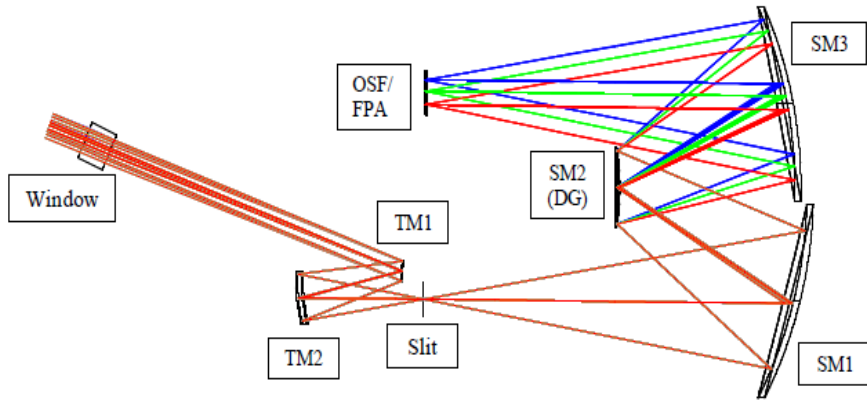 SM3
OSF/
FPA
SM2
(DG)
Window
TM1
TM2
Slit
SM1